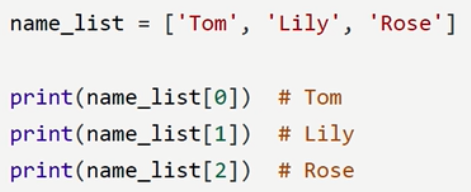 name_list = ['Tom', 'Lily', 'Rose']
print(name_list[0])  # Tom
print(name_list[1])  # Lily
print(name_list[2])  # Rose